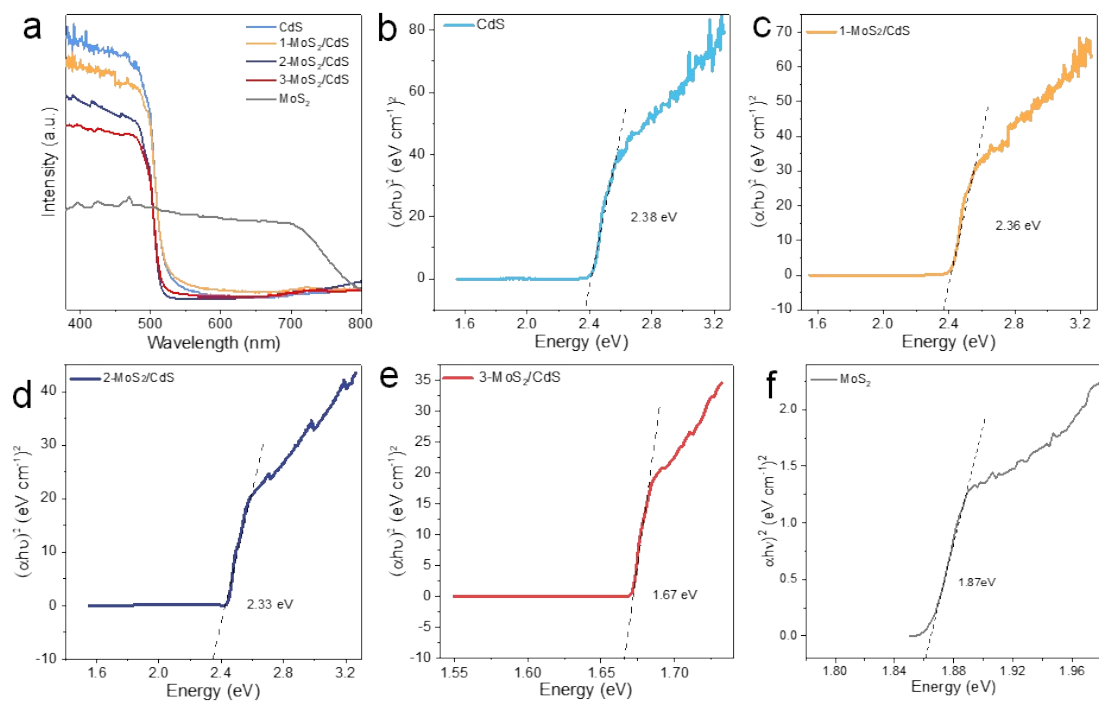 a
CdS
1-MoS₂/CdS
2-MoS₂/CdS
3-MoS₂/CdS
MoS₂
Intensity (a.u.)
400 500 600 700 800
Wavelength (nm)
b
CdS
80
60
40
20
0
(αhυ)² (eV cm⁻¹)²
2.38 eV
1.6 2.0 2.4 2.8 3.2
Energy (eV)
c
1-MoS₂/CdS
70
60
50
40
30
20
10
0
-10
(αhυ)² (eV cm⁻¹)²
2.36 eV
1.6 2.0 2.4 2.8 3.2
Energy (eV)
d
2-MoS₂/CdS
40
30
20
10
0
-10
(αhυ)² (eV cm⁻¹)²
2.33 eV
1.6 2.0 2.4 2.8 3.2
Energy (eV)
e
3-MoS₂/CdS
35
30
25
20
15
10
5
0
-5
-10
(αhυ)² (eV cm⁻¹)²
1.67 eV
1.55 1.60 1.65 1.70
Energy (eV)
f
MoS₂
2.0
1.5
1.0
0.5
0.0
αhν)² (eV cm⁻¹)²
1.87eV
1.80 1.84 1.88 1.92 1.96
Energy (eV)